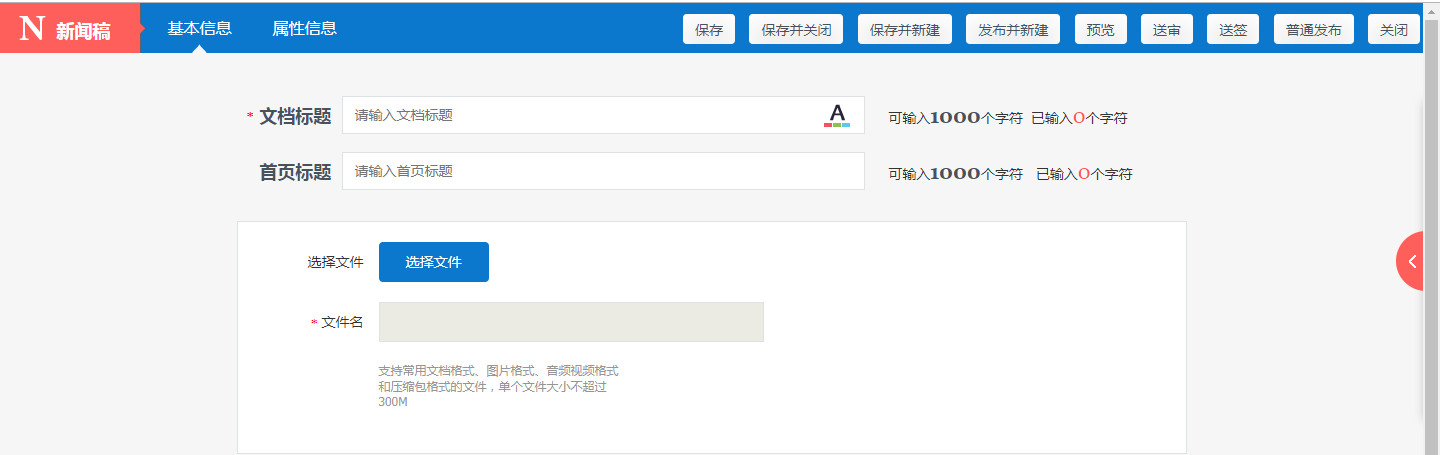 N 新闻稿 基本信息 属性信息 保存 保存并关闭 保存并新建 发布并新建 预览 送审 送签 普通发布 关闭
* 文档标题 请输入文档标题 A 可输入1000个字符 已输入0个字符
首页标题 请输入首页标题 可输入1000个字符 已输入0个字符
选择文件 选择文件
* 文件名
支持常用文档格式、图片格式、音频视频格式
和压缩包格式的文件，单个文件大小不超过
300M